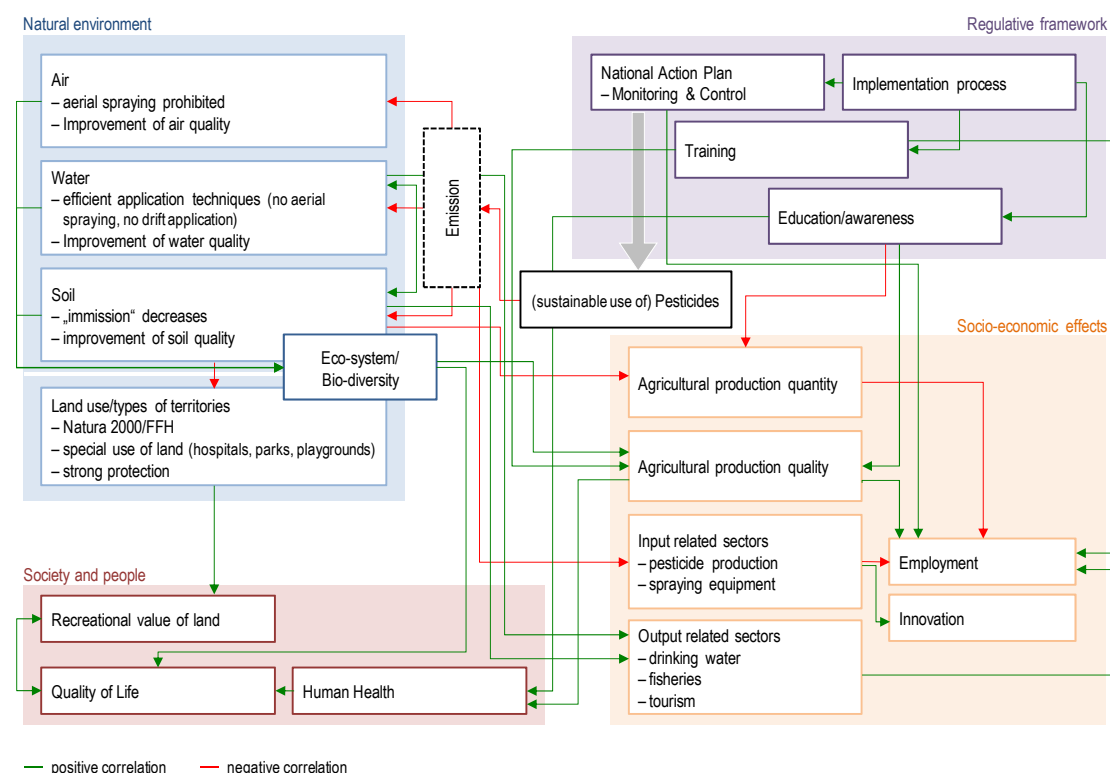 Natural environment
Air
– aerial spraying prohibited
– Improvement of air quality
Water
– efficient application techniques (no aerial
spraying, no drift application)
– Improvement of water quality
Soil
– „immission“ decreases
– improvement of soil quality
Eco-system/
Bio-diversity
Land use/types of territories
– Natura 2000/FFH
– special use of land (hospitals, parks, playgrounds)
– strong protection
Emission
Regulative framework
National Action Plan
– Monitoring & Control
Implementation process
Training
Education/awareness
(sustainable use of) Pesticides
Socio-economic effects
Agricultural production quantity
Agricultural production quality
Input related sectors
– pesticide production
– spraying equipment
Employment
Innovation
Output related sectors
– drinking water
– fisheries
– tourism
Society and people
Recreational value of land
Quality of Life
Human Health
positive correlation
negative correlation